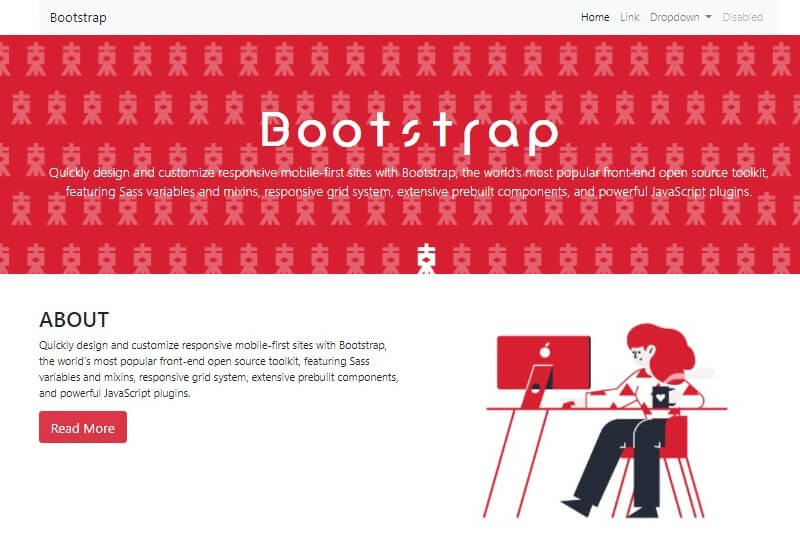 Bootstrap
Home Link Dropdown Disabled
Bootstrap
Quickly design and customize responsive mobile-first sites with Bootstrap, the world's most popular front-end open source toolkit,
featuring Sass variables and mixins, responsive grid system, extensive prebuilt components, and powerful JavaScript plugins.
ABOUT
Quickly design and customize responsive mobile-first sites with Bootstrap,
the world's most popular front-end open source toolkit, featuring Sass
variables and mixins, responsive grid system, extensive prebuilt components,
and powerful JavaScript plugins.
Read More